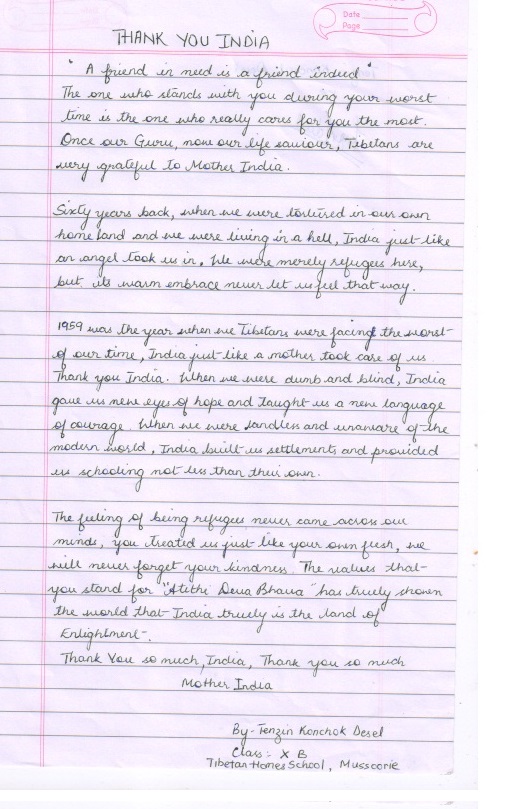 Date
Page
THANK YOU INDIA
" A friend in need is a friend indeed "
The one who stands with you during your worst
time is the one who really cares for you the most.
Once our Guru, now our life saviour, Tibetans are
very grateful to Mother India.
Sixty years back, when we were tortured in our own
homeland and we were living in a hell, India just like
an angel took us in. We were merely refugees here,
but its warm embrace never let us feel that way.
1959 was the year when we Tibetans were facing the worst
of our time, India just like a mother took care of us
Thank you India. When we were dumb and blind, India
gave us new eyes of hope and taught us a new language
of courage. When we were landless and unaware of the
modern world, India built us settlements and provided
us schooling not less than their own.
The feeling of being refugees never came across our
minds, you treated us just like your own flesh, we
will never forget your kindness. The values that
you stand for "Atithi Deva Bhava" has truely shown
the world that India truely is the land of
Enlightment.
Thank You so much, India, Thank you so much
Mother India
By- Tenzin Konchok Desel
Class:- X B
Tibetan Homes School, Musscorie